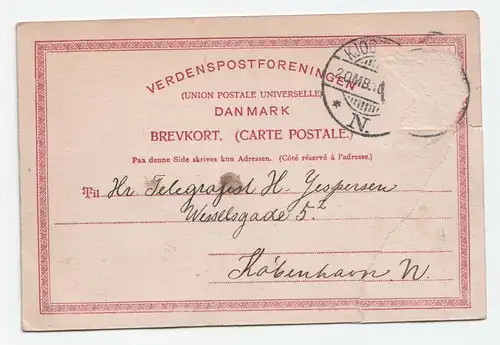 VERDENSPOSTFORENINGEN
(UNION POSTALE UNIVERSELLE)
DANMARK
BREVKORT. (CARTE POSTALE.)
Paa denne Side skrives kun Adressen. (Côté réservé à l'adresse.)
Til Hr. Telegrafist H. Jespersen
Wesselsgade 5
København N.
N.